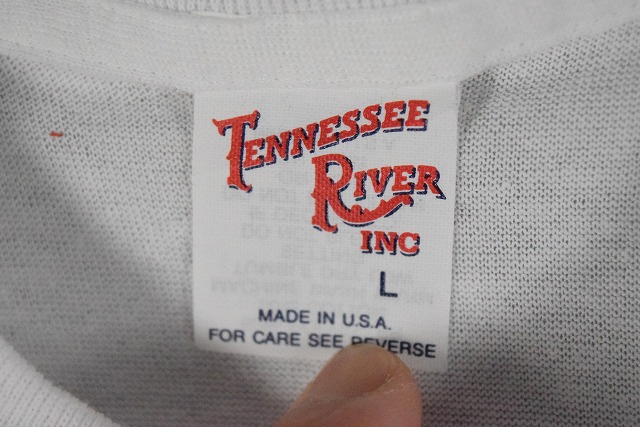 TENNESSEE
RIVER
INC
L
MADE IN U.S.A.
FOR CARE SEE REVERSE